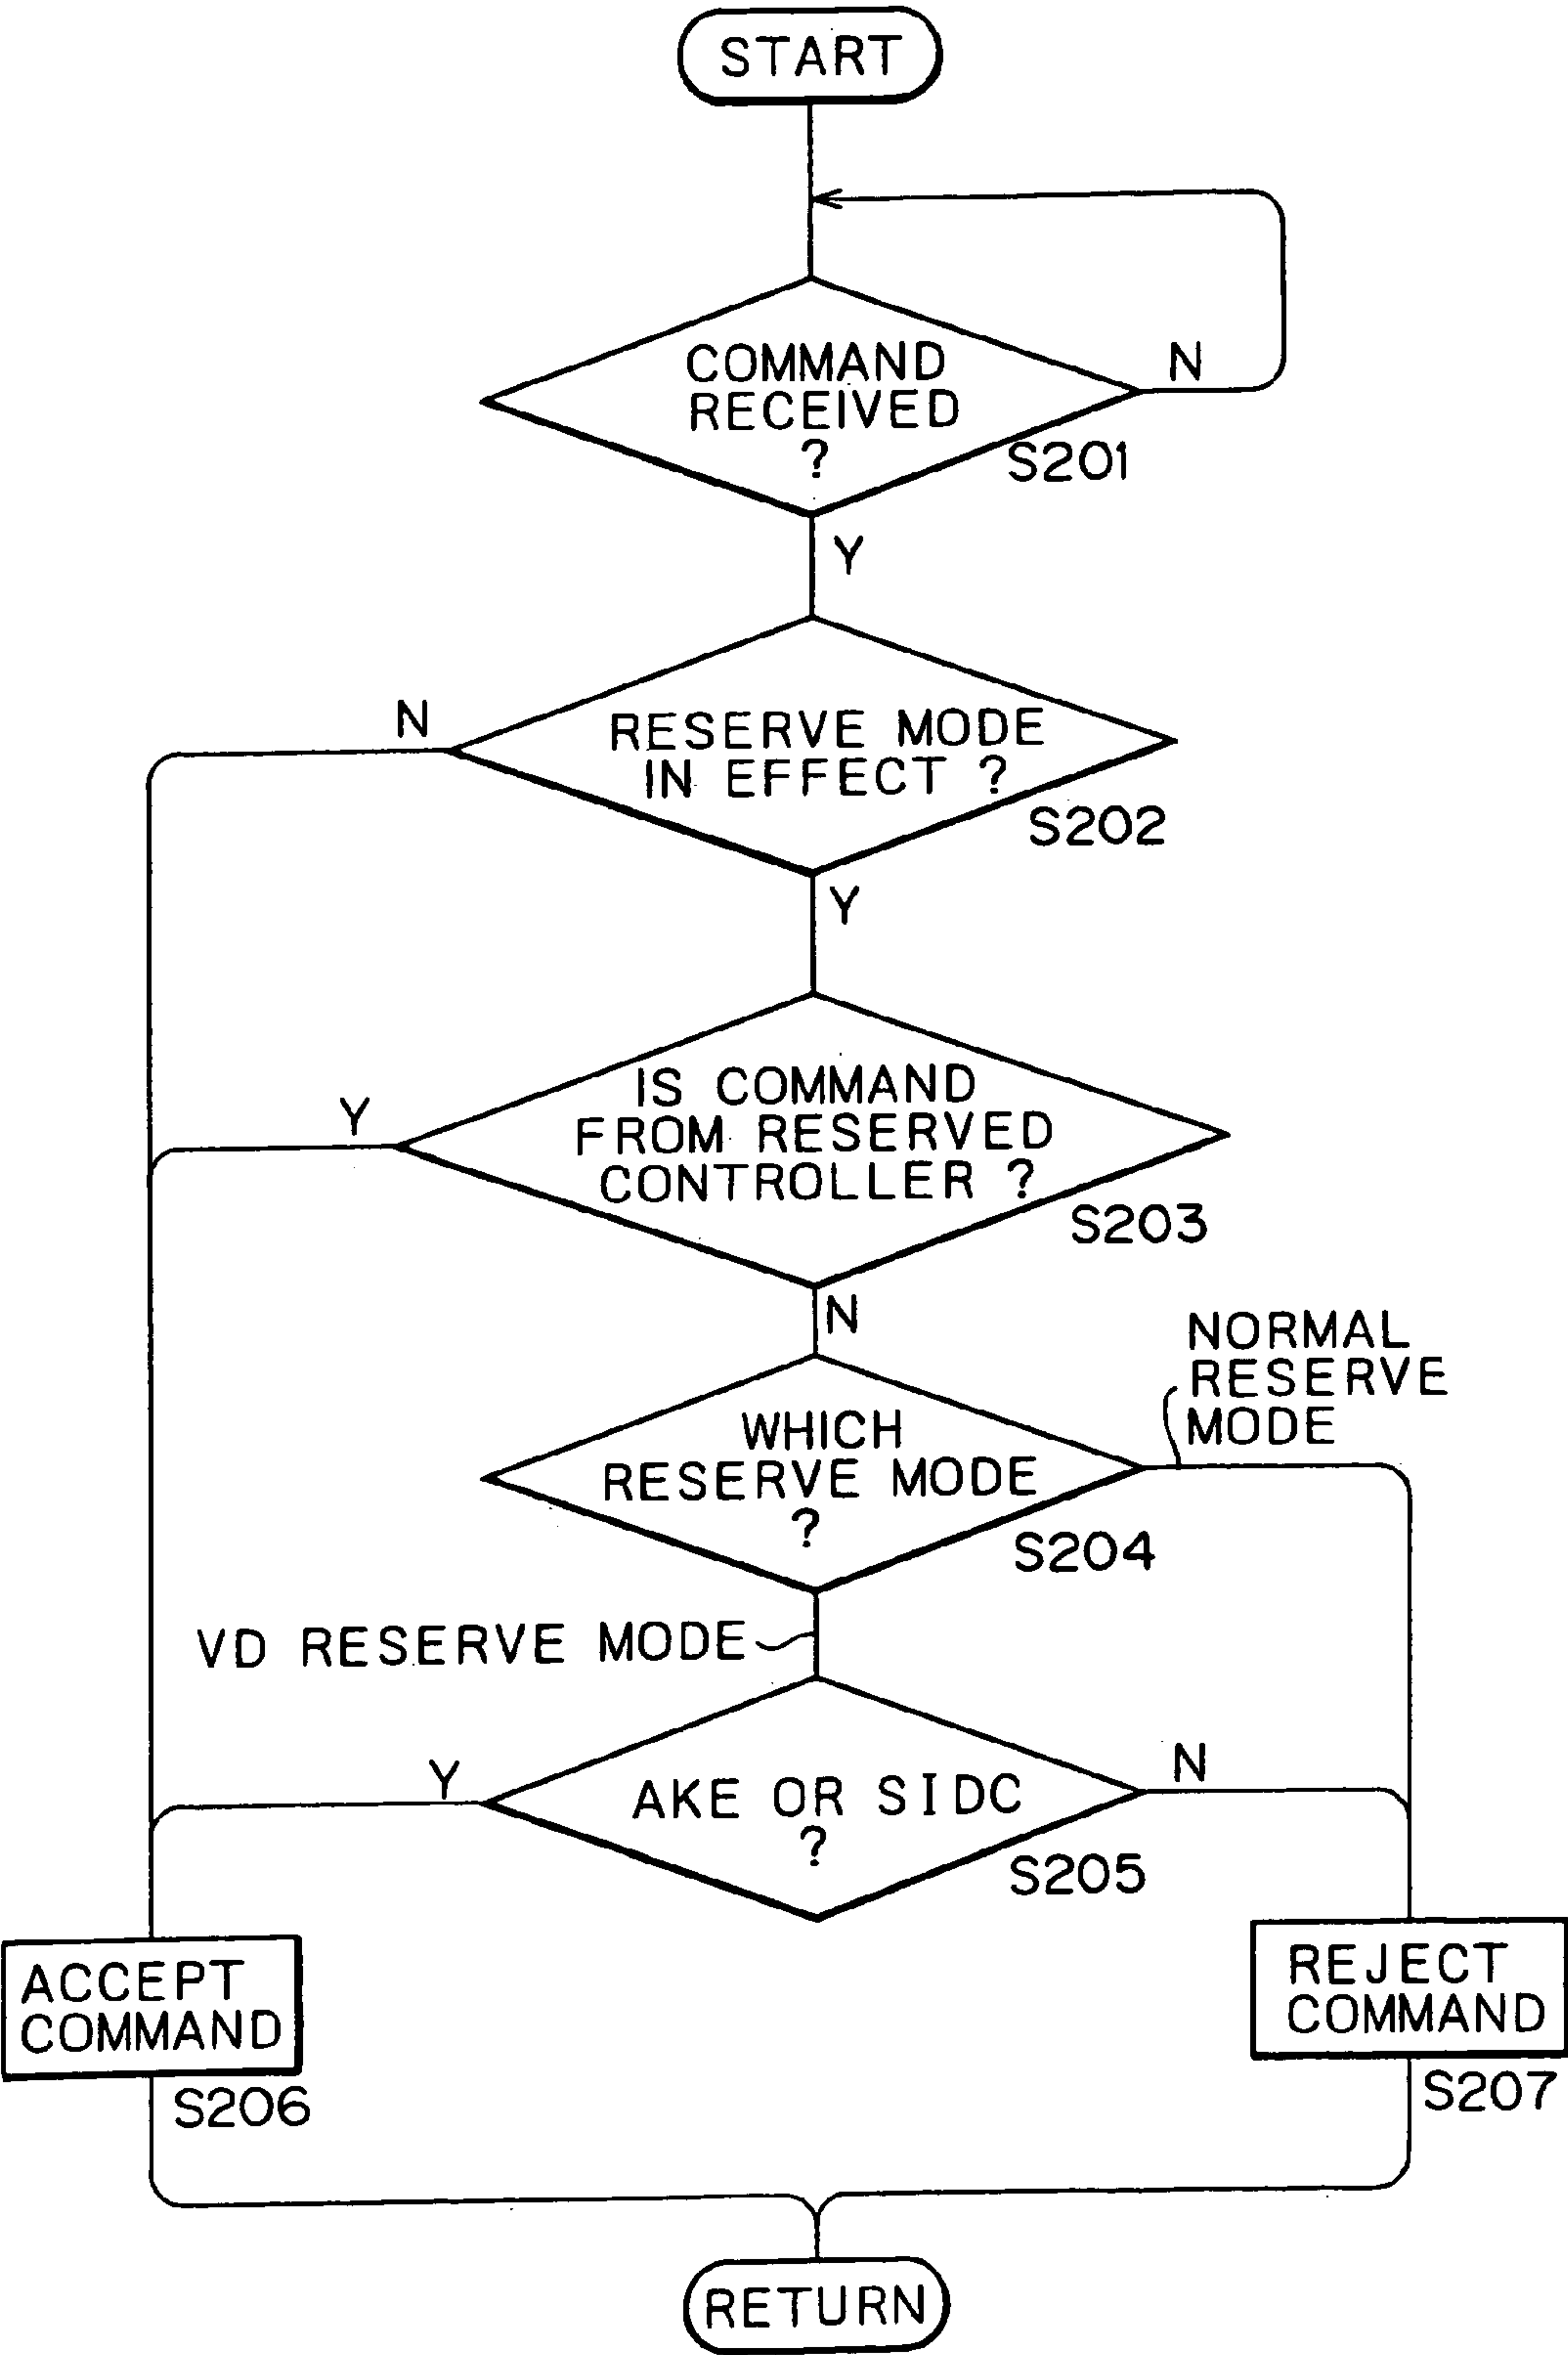 START
COMMAND
RECEIVED
?
N
S201
Y
RESERVE MODE
IN EFFECT ?
N
S202
Y
IS COMMAND
FROM RESERVED
CONTROLLER ?
Y
S203
N
NORMAL
RESERVE
MODE
WHICH
RESERVE MODE
?
S204
VD RESERVE MODE
Y
AKE OR SIDC
?
N
S205
ACCEPT
COMMAND
S206
REJECT
COMMAND
S207
RETURN